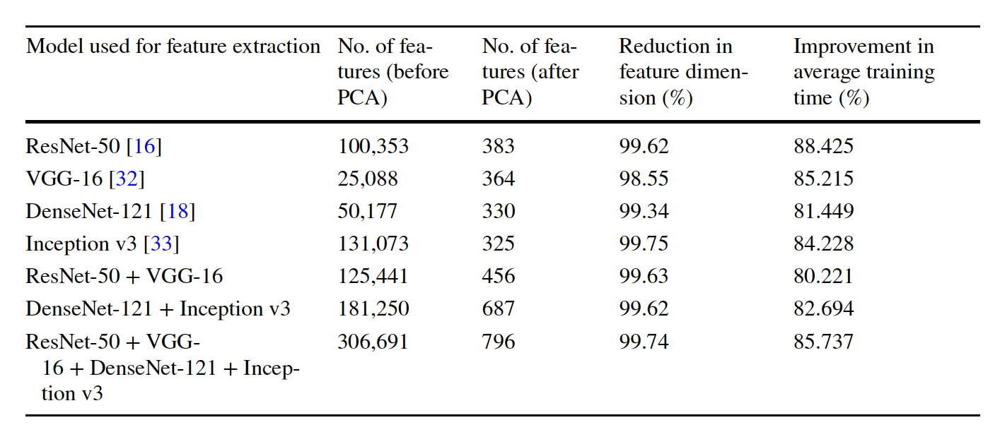 Model used for feature extraction No. of fea- No. of fea- Reduction in Improvement in
tures (before tures (after feature dimen- average training
PCA) PCA) sion (%) time (%)
ResNet-50 [16] 100,353 383 99.62 88.425
VGG-16 [32] 25,088 364 98.55 85.215
DenseNet-121 [18] 50,177 330 99.34 81.449
Inception v3 [33] 131,073 325 99.75 84.228
ResNet-50 + VGG-16 125,441 456 99.63 80.221
DenseNet-121 + Inception v3 181,250 687 99.62 82.694
ResNet-50 + VGG- 306,691 796 99.74 85.737
16 + DenseNet-121 + Incep-
tion v3